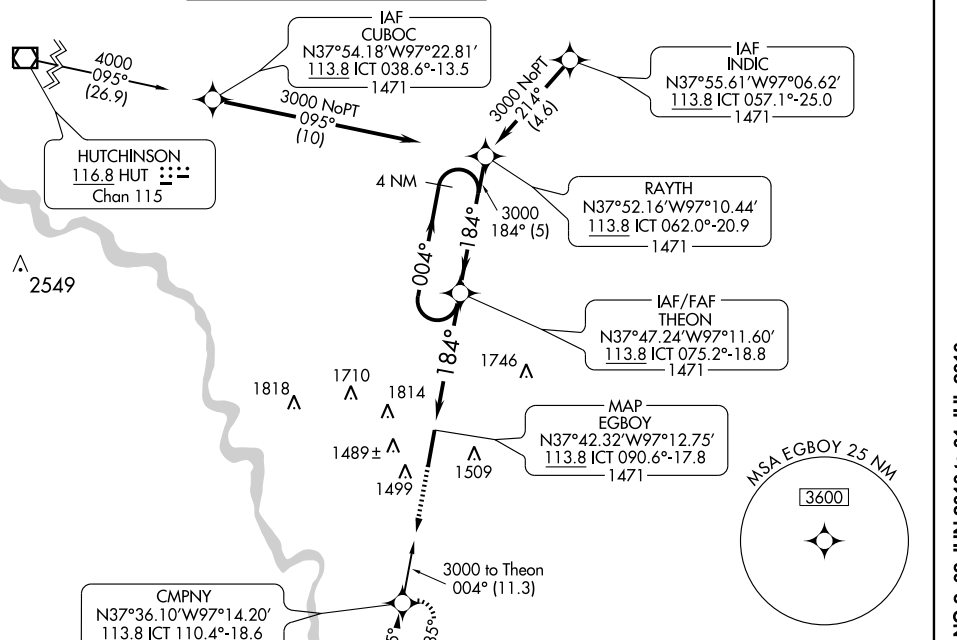 IAF
CUBOC
N37°54.18'W97°22.81'
113.8 ICT 038.6°-13.5
1471
4000
095°
(26.9)
3000 NoPT
095°
(10)
3000 NoPT
214°
(4.6)
IAF
INDIC
N37°55.61'W97°06.62'
113.8 ICT 057.1°-25.0
1471
HUTCHINSON
116.8 HUT
Chan 115
4 NM
3000
184° (5)
RAYTH
N37°52.16'W97°10.44'
113.8 ICT 062.0°-20.9
1471
004°
184°
2549
IAF/FAF
THEON
N37°47.24'W97°11.60'
113.8 ICT 075.2°-18.8
1471
184°
1746
1818
1710
1814
MAP
EGBOY
N37°42.32'W97°12.75'
113.8 ICT 090.6°-17.8
1471
1489±
1499
1509
MSA EGBOY 25 NM
3600
3000 to Theon
004° (11.3)
CMPNY
N37°36.10'W97°14.20'
113.8 ICT 110.4°-18.6